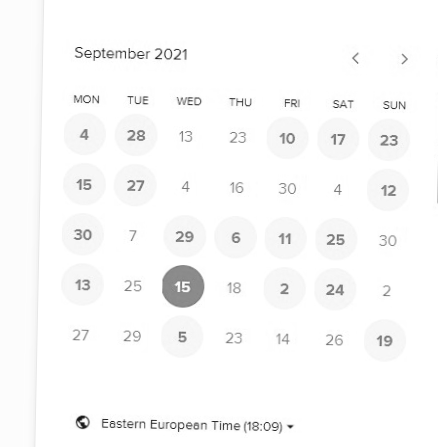 September 2021
MON TUE WED THU FRI SAT SUN
4 28 13 23 10 17 23
15 27 4 16 30 4 12
30 7 29 6 11 25 30
13 25 15 18 2 24 2
27 29 5 23 14 26 19
Eastern European Time (18:09)